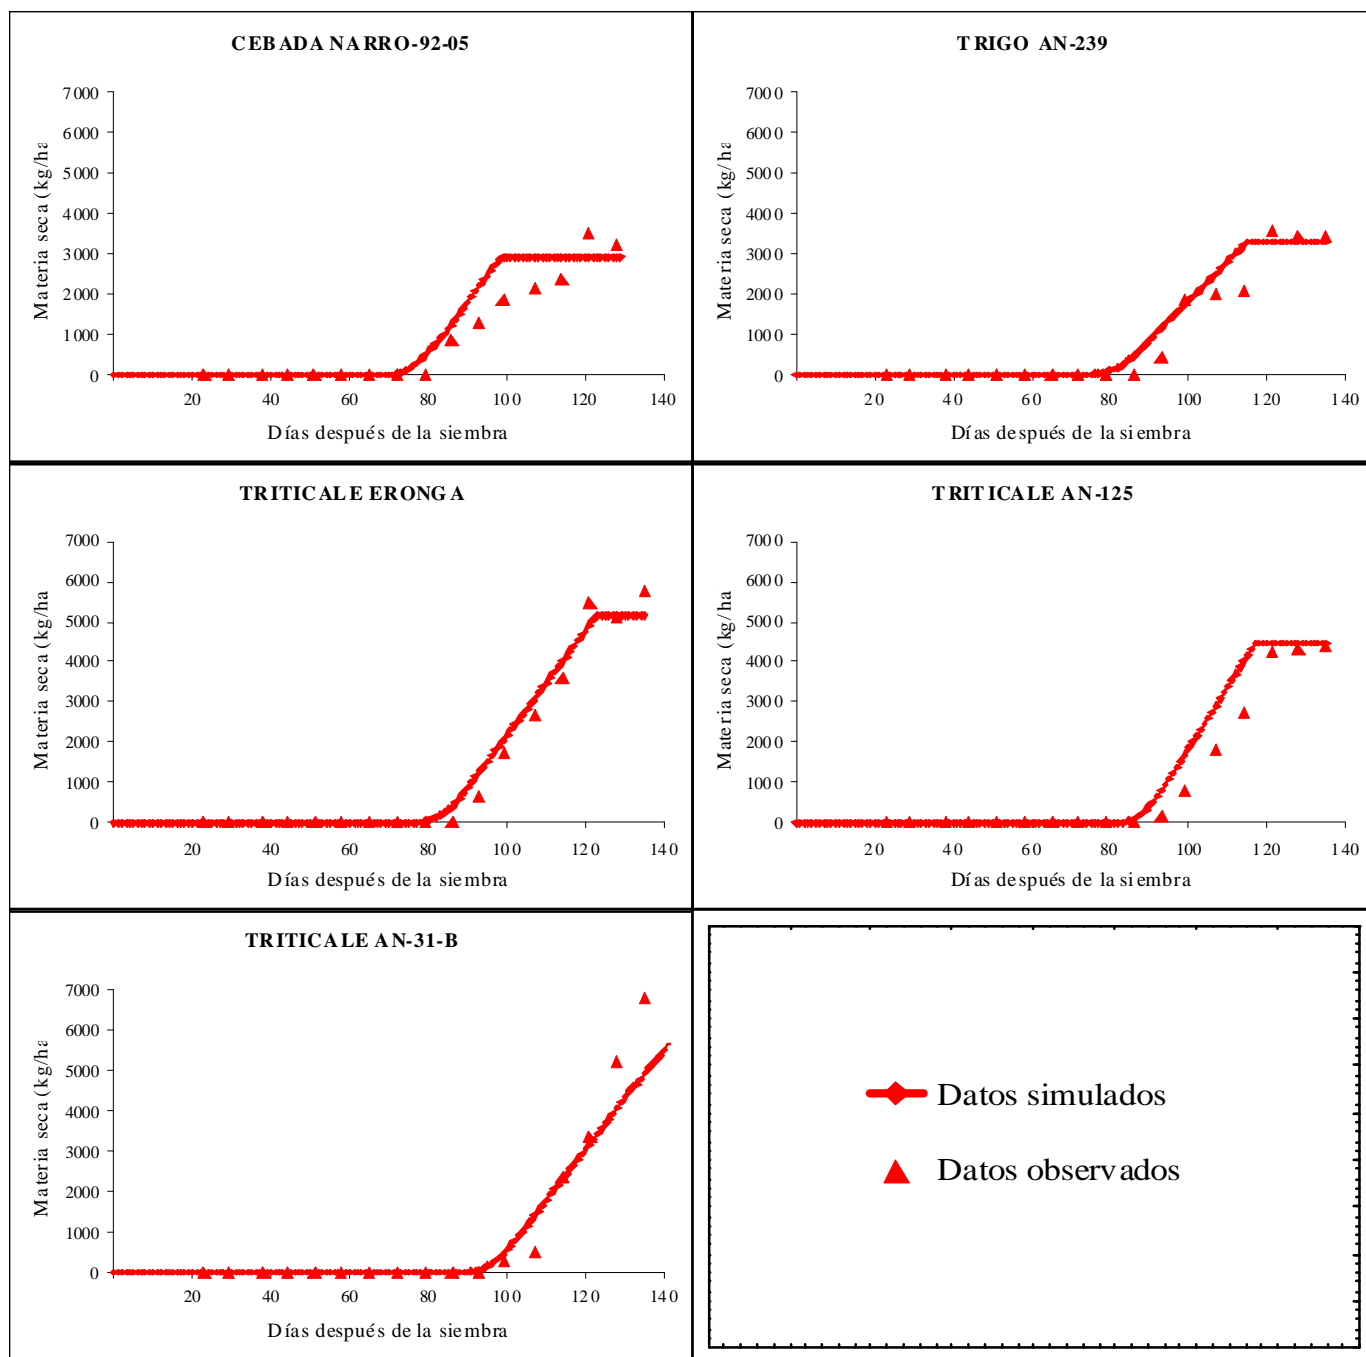 CEBADA NARRO-92-05
7000
6000
5000
4000
3000
2000
1000
0
Materia seca (kg/ha
20 40 60 80 100 120 140
Días después de la siembra
TRIGO AN-239
7000
6000
5000
4000
3000
2000
1000
0
Materia seca (kg/ha
20 40 60 80 100 120 140
Días después de la siembra
TRITICALE ERONGA
7000
6000
5000
4000
3000
2000
1000
0
Materia seca (kg/ha
20 40 60 80 100 120 140
Días después de la siembra
TRITICALE AN-125
7000
6000
5000
4000
3000
2000
1000
0
Materia seca (kg/ha
20 40 60 80 100 120 140
Días después de la siembra
TRITICALE AN-31-B
7000
6000
5000
4000
3000
2000
1000
0
Materia seca (kg/ha
20 40 60 80 100 120 140
Días después de la siembra
Datos simulados
Datos observados